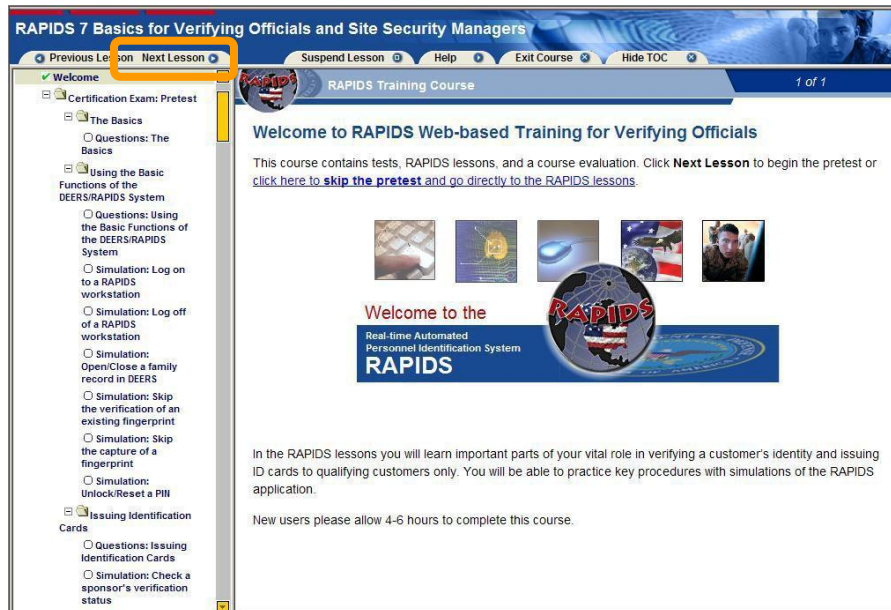 RAPIDS 7 Basics for Verifying Officials and Site Security Managers
Previous Lesson Next Lesson Suspend Lesson Help Exit Course Hide TOC
Welcome
Certification Exam: Pretest
The Basics
Questions: The
Basics
Using the Basic
Functions of the
DEERS/RAPIDS System
Questions: Using
the Basic Functions of
the DEERS/RAPIDS
System
Simulation: Log on
to a RAPIDS
workstation
Simulation: Log off
of a RAPIDS
workstation
Simulation:
Open/Close a family
record in DEERS
Simulation: Skip
the verification of an
existing fingerprint
Simulation: Skip
the capture of a
fingerprint
Simulation:
Unlock/Reset a PIN
Issuing Identification
Cards
Questions: Issuing
Identification Cards
Simulation: Check a
sponsor's verification
status
RAPIDS
RAPIDS Training Course
1 of 1
Welcome to RAPIDS Web-based Training for Verifying Officials
This course contains tests, RAPIDS lessons, and a course evaluation. Click Next Lesson to begin the pretest or
click here to skip the pretest and go directly to the RAPIDS lessons.
Welcome to the
RAPIDS
Real-time Automated
Personnel Identification System
RAPIDS
In the RAPIDS lessons you will learn important parts of your vital role in verifying a customer's identity and issuing
ID cards to qualifying customers only. You will be able to practice key procedures with simulations of the RAPIDS
application.
New users please allow 4-6 hours to complete this course.